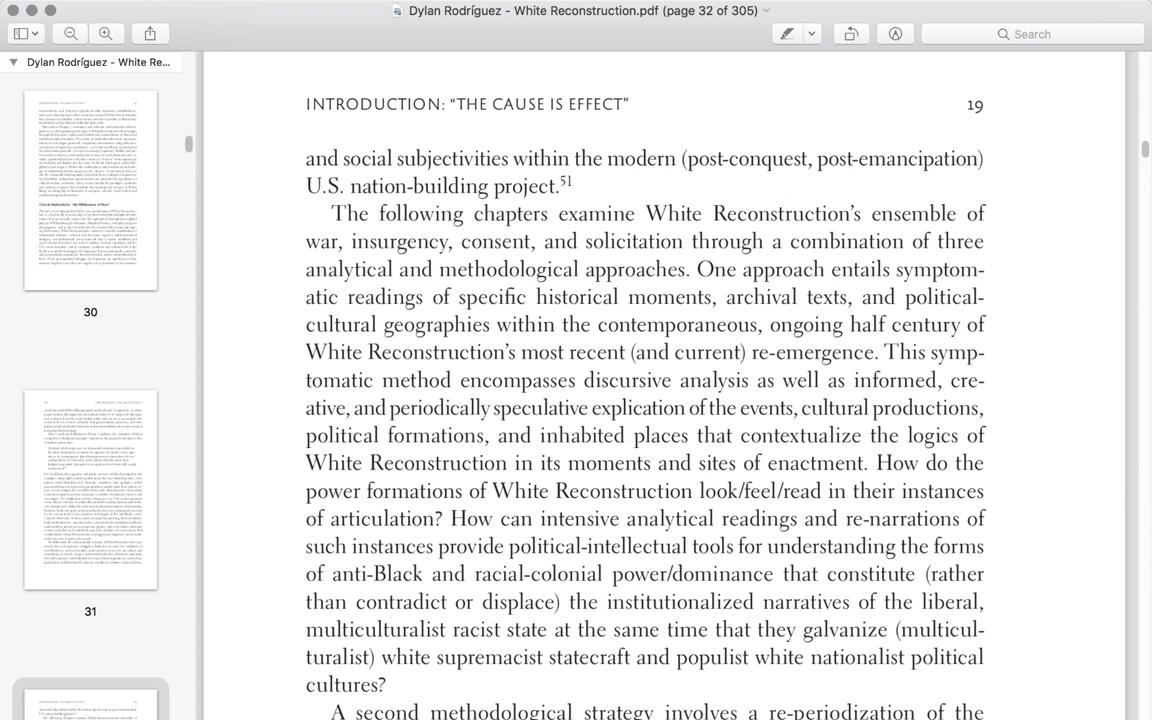 Dylan Rodríguez - White Reconstruction.pdf (page 32 of 305)
Search
Dylan Rodríguez - White Re...
30
31
INTRODUCTION: “THE CAUSE IS EFFECT” 19
and social subjectivities within the modern (post-conquest, post-emancipation)
U.S. nation-building project.51
The following chapters examine White Reconstruction’s ensemble of
war, insurgency, consent, and solicitation through a combination of three
analytical and methodological approaches. One approach entails symptom-
atic readings of specific historical moments, archival texts, and political-
cultural geographies within the contemporaneous, ongoing half century of
White Reconstruction’s most recent (and current) re-emergence. This symp-
tomatic method encompasses discursive analysis as well as informed, cre-
ative, and periodically speculative explication of the events, cultural productions,
political formations, and inhabited places that contextualize the logics of
White Reconstruction in its moments and sites of enactment. How do the
power formations of White Reconstruction look/feel/read in their instances
of articulation? How can intensive analytical readings and re-narrations of
such instances provide political-intellectual tools for understanding the forms
of anti-Black and racial-colonial power/dominance that constitute (rather
than contradict or displace) the institutionalized narratives of the liberal,
multiculturalist racist state at the same time that they galvanize (multicul-
turalist) white supremacist statecraft and populist white nationalist political
cultures?
A second methodological strategy involves a re-periodization of the